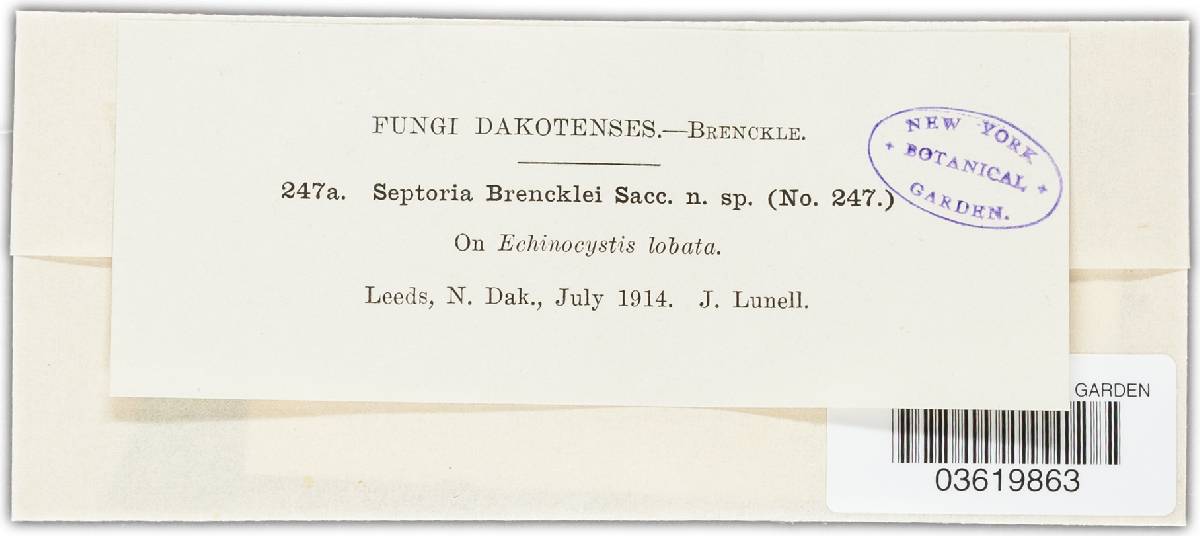 FUNGI DAKOTENSES.—BRENCKLE.
247a. Septoria Brencklei Sacc. n. sp. (No. 247.)
On Echinocystis lobata.
Leeds, N. Dak., July 1914. J. Lunell.
NEW YORK
+ BOTANICAL +
GARDEN.
GARDEN
03619863